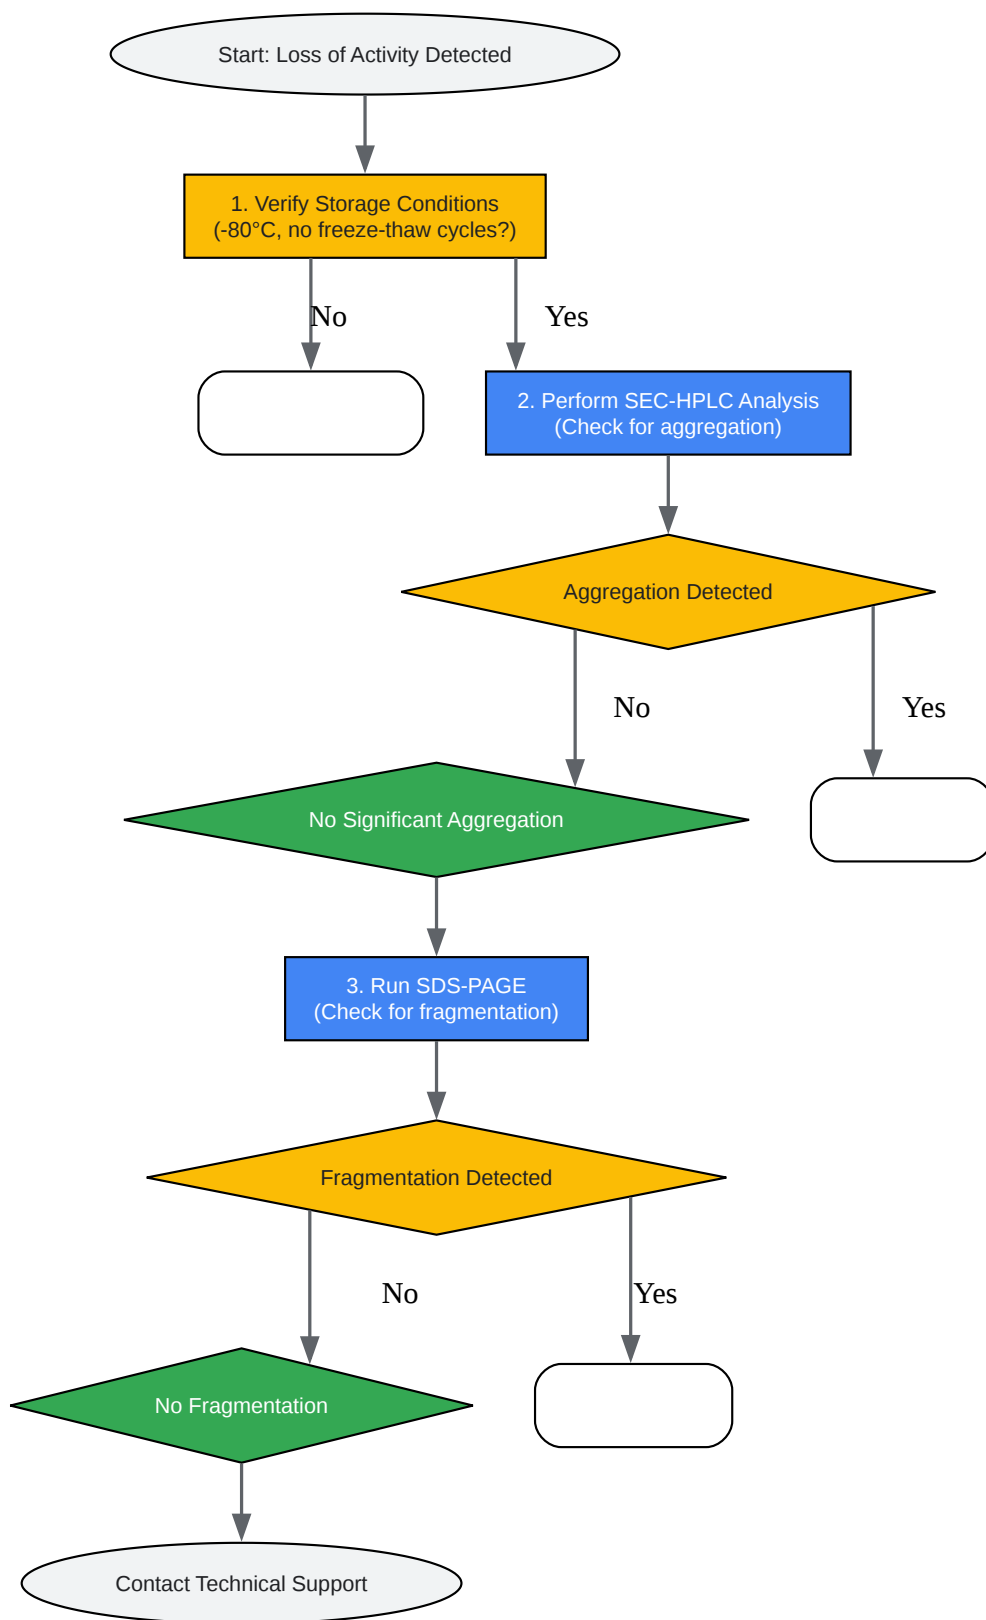 Start: Loss of Activity Detected
1. Verify Storage Conditions
(-80°C, no freeze-thaw cycles?)
No
Yes
2. Perform SEC-HPLC Analysis
(Check for aggregation)
Aggregation Detected
No
Yes
No Significant Aggregation
3. Run SDS-PAGE
(Check for fragmentation)
Fragmentation Detected
No
Yes
No Fragmentation
Contact Technical Support